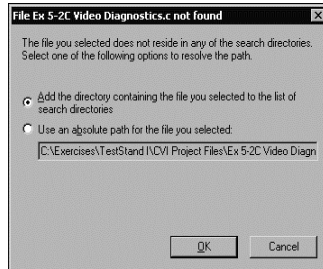 File Ex 5-2C Video Diagnostics.c not found
The file you selected does not reside in any of the search directories.
Select one of the following options to resolve the path.
Add the directory containing the file you selected to the list of
search directories
Use an absolute path for the file you selected:
C:\Exercises\TestStand I\CVI Project Files\Ex 5-2C Video Diagn
OK
Cancel